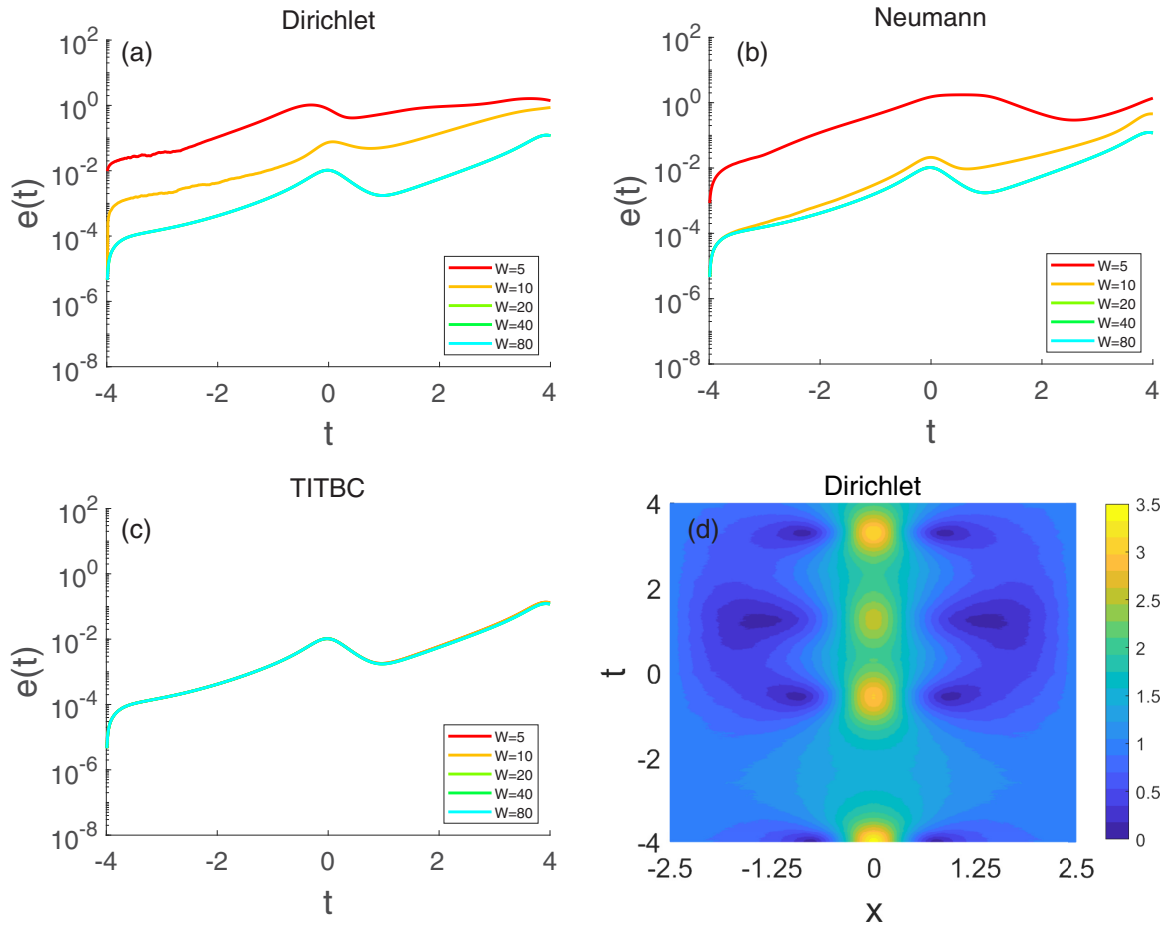 Dirichlet
(a)
10^2
10^0
10^-2
10^-4
10^-6
10^-8
e(t)
-4 -2 0 2 4
t
W=5
W=10
W=20
W=40
W=80
Neumann
(b)
10^2
10^0
10^-2
10^-4
10^-6
10^-8
e(t)
-4 -2 0 2 4
t
W=5
W=10
W=20
W=40
W=80
TITBC
(c)
10^2
10^0
10^-2
10^-4
10^-6
10^-8
e(t)
-4 -2 0 2 4
t
W=5
W=10
W=20
W=40
W=80
Dirichlet
(d)
4
2
0
-2
-4
t
-2.5 -1.25 0 1.25 2.5
x
3.5
3
2.5
2
1.5
1
0.5
0